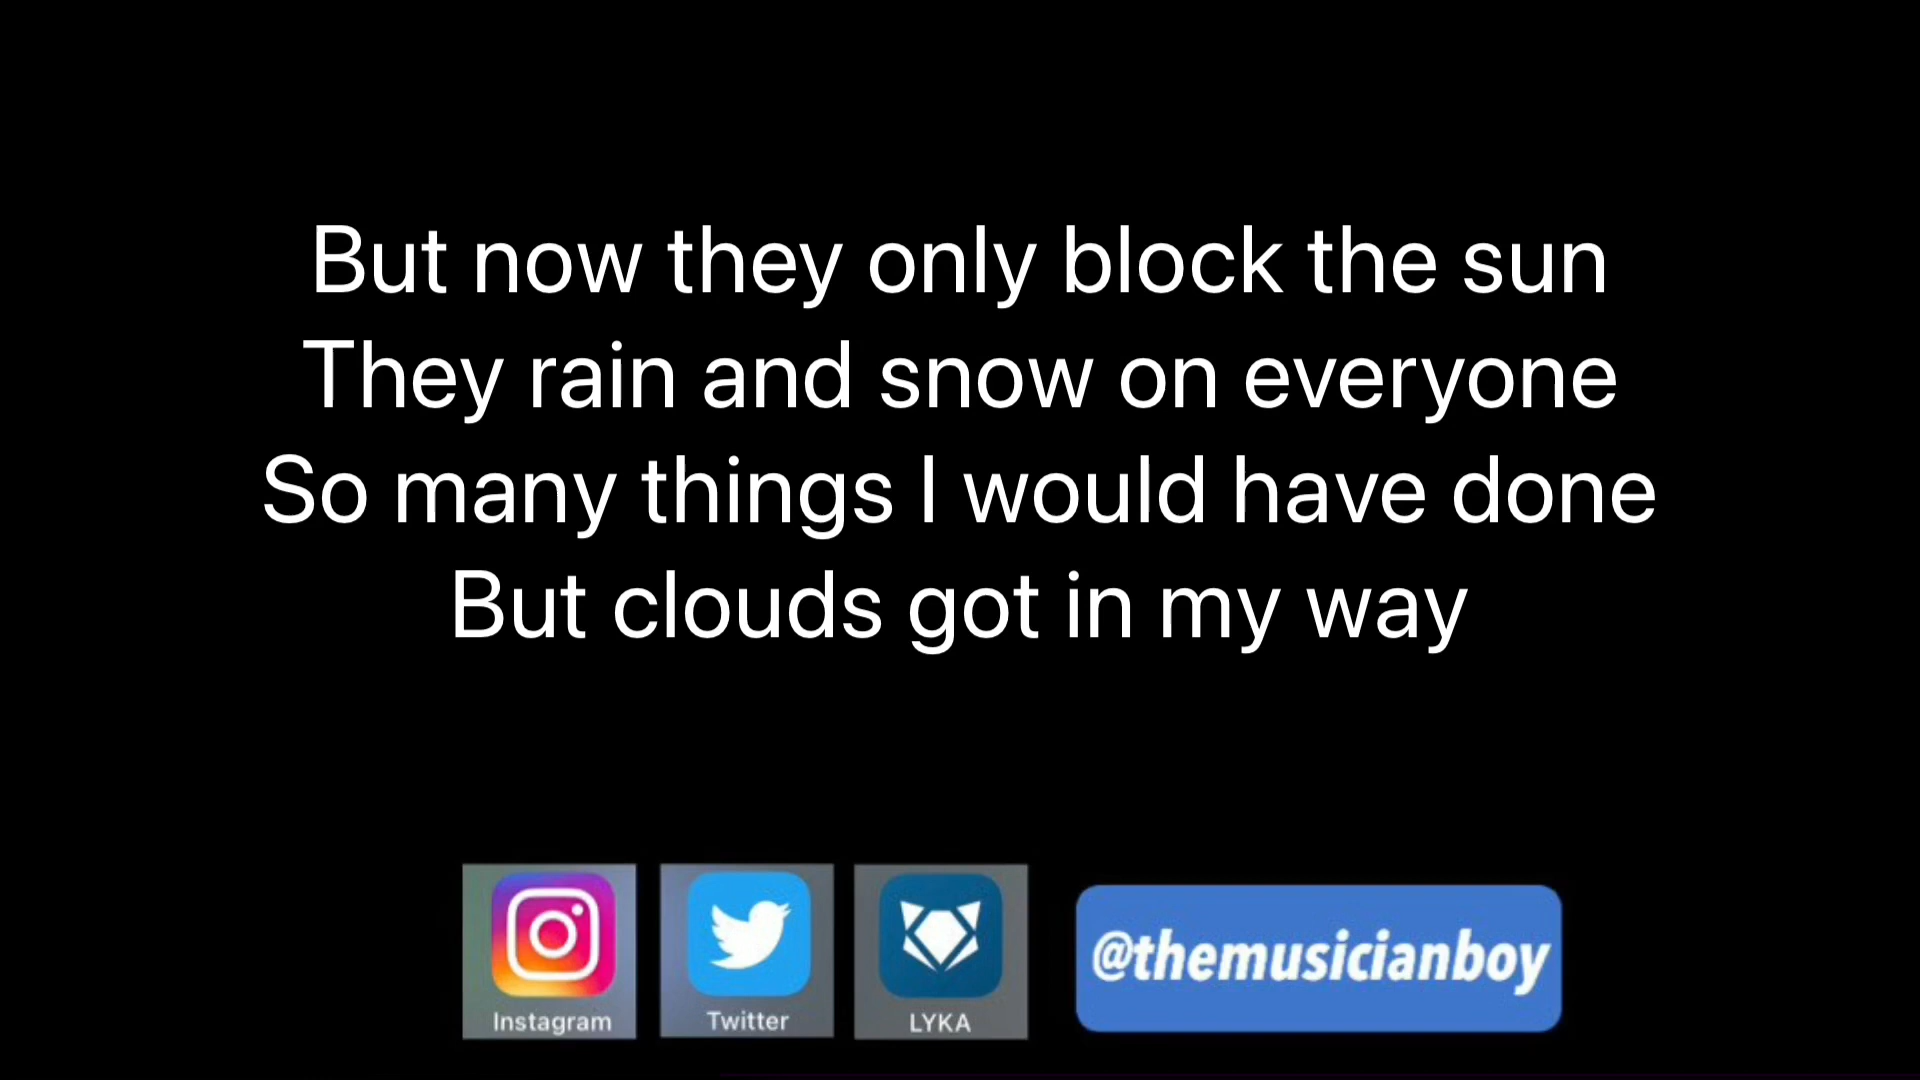 But now they only block the sun
They rain and snow on everyone
So many things I would have done
But clouds got in my way
Instagram
Twitter
LYKA
@themusicianboy